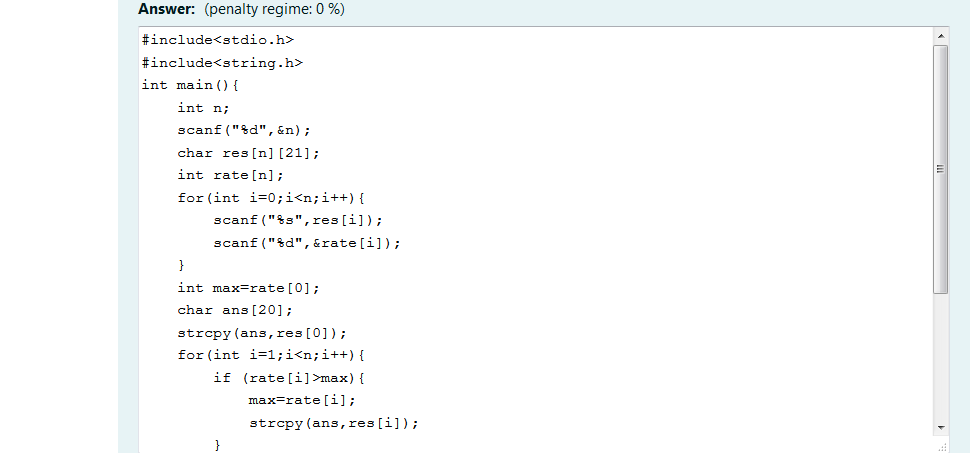 Answer: (penalty regime: 0 %)
#include<stdio.h>
#include<string.h>
int main(){
    int n;
    scanf("%d",&n);
    char res[n][21];
    int rate[n];
    for(int i=0;i<n;i++){
        scanf("%s",res[i]);
        scanf("%d",&rate[i]);
    }
    int max=rate[0];
    char ans[20];
    strcpy(ans,res[0]);
    for(int i=1;i<n;i++){
        if (rate[i]>max){
            max=rate[i];
            strcpy(ans,res[i]);
        }